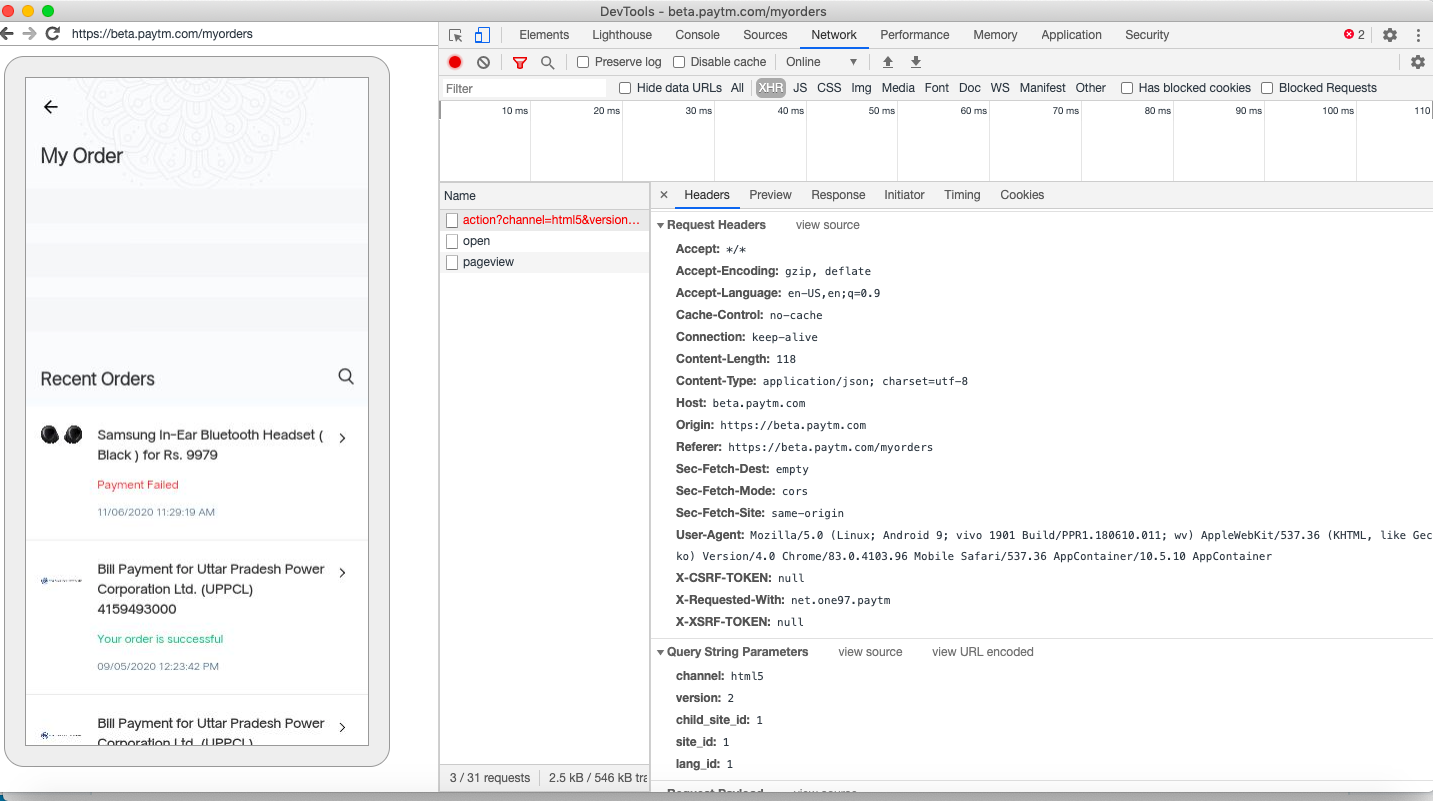 DevTools - beta.paytm.com/myorders
https://beta.paytm.com/myorders
My Order
Recent Orders
Samsung In-Ear Bluetooth Headset (
Black ) for Rs. 9979
Payment Failed
11/06/2020 11:29:19 AM
Bill Payment for Uttar Pradesh Power
Corporation Ltd. (UPPCL)
4159493000
Your order is successful
09/05/2020 12:23:42 PM
Bill Payment for Uttar Pradesh Power
Corporation Ltd. (UPPCL)
Elements Lighthouse Console Sources Network Performance Memory Application Security 2
Preserve log Disable cache Online
Filter Hide data URLs All XHR JS CSS Img Media Font Doc WS Manifest Other Has blocked cookies Blocked Requests
10 ms 20 ms 30 ms 40 ms 50 ms 60 ms 70 ms 80 ms 90 ms 100 ms 110
Name
action?channel=html5&version…
open
pageview
3 / 31 requests 2.5 kB / 546 kB tra
× Headers Preview Response Initiator Timing Cookies
Request Headers view source
Accept: */*
Accept-Encoding: gzip, deflate
Accept-Language: en-US,en;q=0.9
Cache-Control: no-cache
Connection: keep-alive
Content-Length: 118
Content-Type: application/json; charset=utf-8
Host: beta.paytm.com
Origin: https://beta.paytm.com
Referer: https://beta.paytm.com/myorders
Sec-Fetch-Dest: empty
Sec-Fetch-Mode: cors
Sec-Fetch-Site: same-origin
User-Agent: Mozilla/5.0 (Linux; Android 9; vivo 1901 Build/PPR1.180610.011; wv) AppleWebKit/537.36 (KHTML, like Gec
ko) Version/4.0 Chrome/83.0.4103.96 Mobile Safari/537.36 AppContainer/10.5.10 AppContainer
X-CSRF-TOKEN: null
X-Requested-With: net.one97.paytm
X-XSRF-TOKEN: null
Query String Parameters view source view URL encoded
channel: html5
version: 2
child_site_id: 1
site_id: 1
lang_id: 1
Request Payload view source